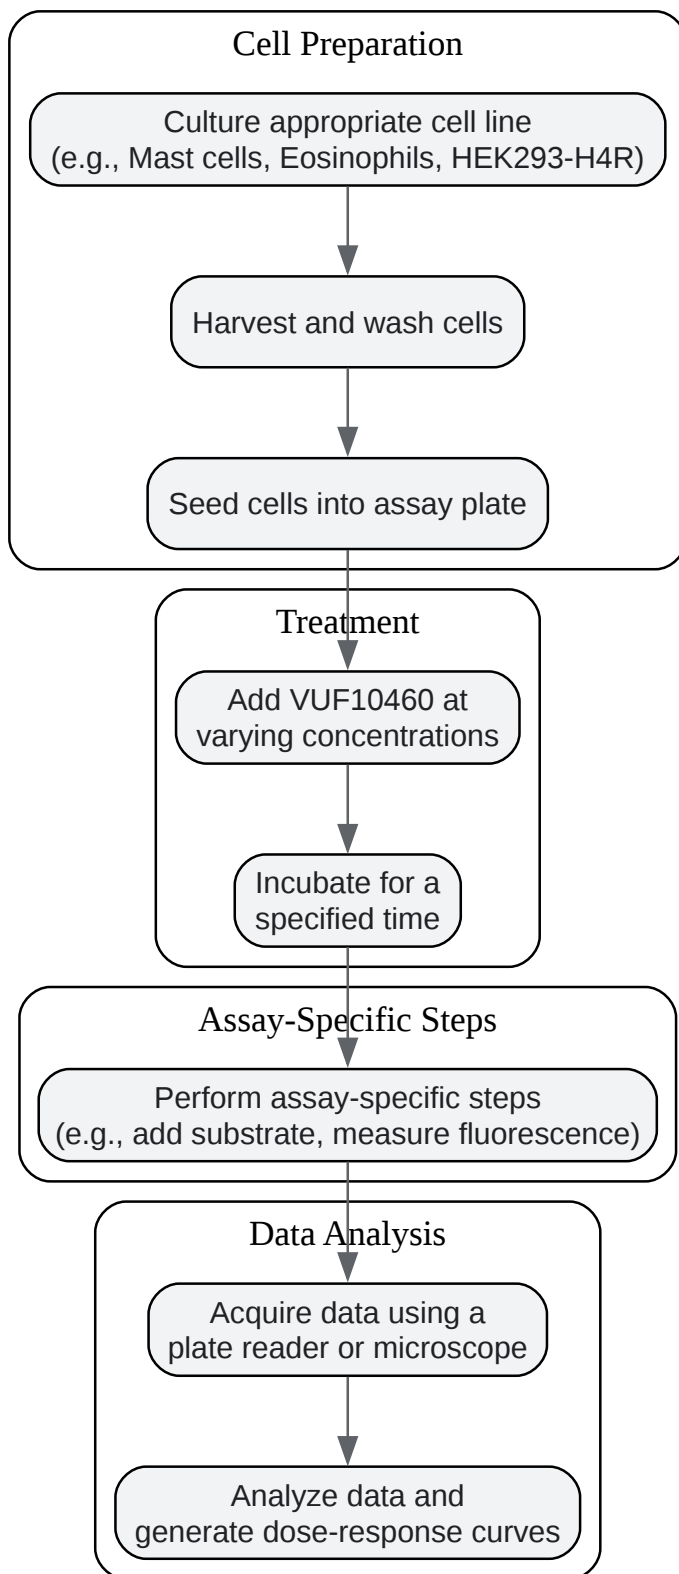 Cell Preparation
Culture appropriate cell line
(e.g., Mast cells, Eosinophils, HEK293-H4R)
Harvest and wash cells
Seed cells into assay plate
Treatment
Add VUF10460 at
varying concentrations
Incubate for a
specified time
Assay-Specific Steps
Perform assay-specific steps
(e.g., add substrate, measure fluorescence)
Data Analysis
Acquire data using a
plate reader or microscope
Analyze data and
generate dose-response curves